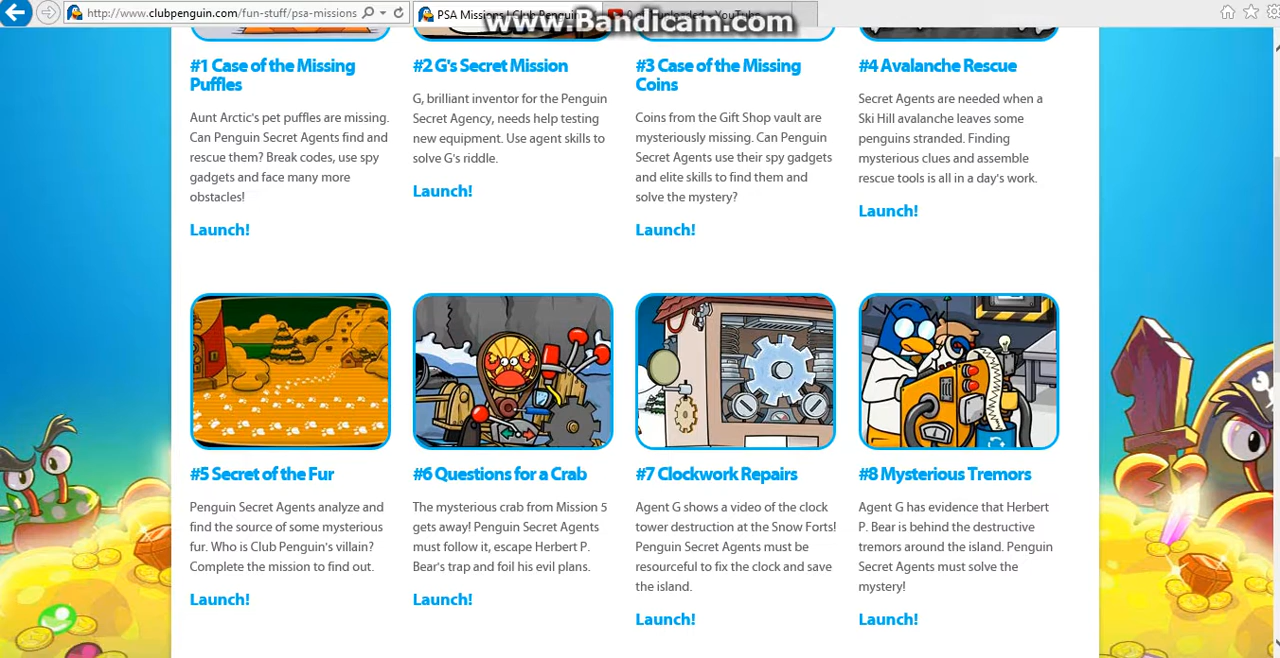 http://www.clubpenguin.com/fun-stuff/psa-missions
PSA Missions | Club Penguin
YouTube
www.Bandicam.com
#1 Case of the Missing
Puffles
Aunt Arctic's pet puffles are missing.
Can Penguin Secret Agents find and
rescue them? Break codes, use spy
gadgets and face many more
obstacles!
Launch!
#2 G's Secret Mission
G, brilliant inventor for the Penguin
Secret Agency, needs help testing
new equipment. Use agent skills to
solve G's riddle.
Launch!
#3 Case of the Missing
Coins
Coins from the Gift Shop vault are
mysteriously missing. Can Penguin
Secret Agents use their spy gadgets
and elite skills to find them and
solve the mystery?
Launch!
#4 Avalanche Rescue
Secret Agents are needed when a
Ski Hill avalanche leaves some
penguins stranded. Finding
mysterious clues and assemble
rescue tools is all in a day's work.
Launch!
#5 Secret of the Fur
Penguin Secret Agents analyze and
find the source of some mysterious
fur. Who is Club Penguin's villain?
Complete the mission to find out.
Launch!
#6 Questions for a Crab
The mysterious crab from Mission 5
gets away! Penguin Secret Agents
must follow it, escape Herbert P.
Bear's trap and foil his evil plans.
Launch!
#7 Clockwork Repairs
Agent G shows a video of the clock
tower destruction at the Snow Forts!
Penguin Secret Agents must be
resourceful to fix the clock and save
the island.
Launch!
#8 Mysterious Tremors
Agent G has evidence that Herbert
P. Bear is behind the destructive
tremors around the island. Penguin
Secret Agents must solve the
mystery!
Launch!